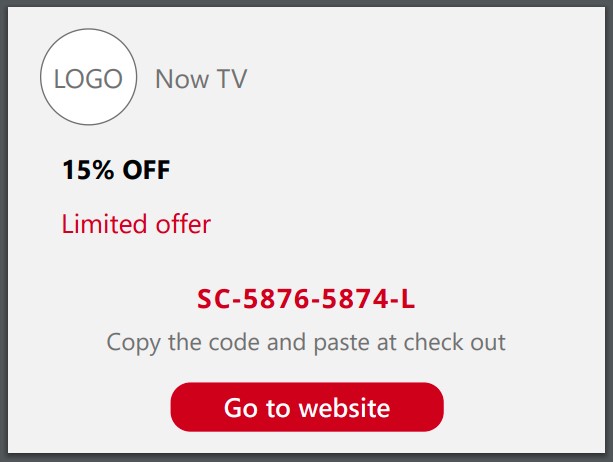 LOGO
Now TV
15% OFF
Limited offer
SC-5876-5874-L
Copy the code and paste at check out
Go to website